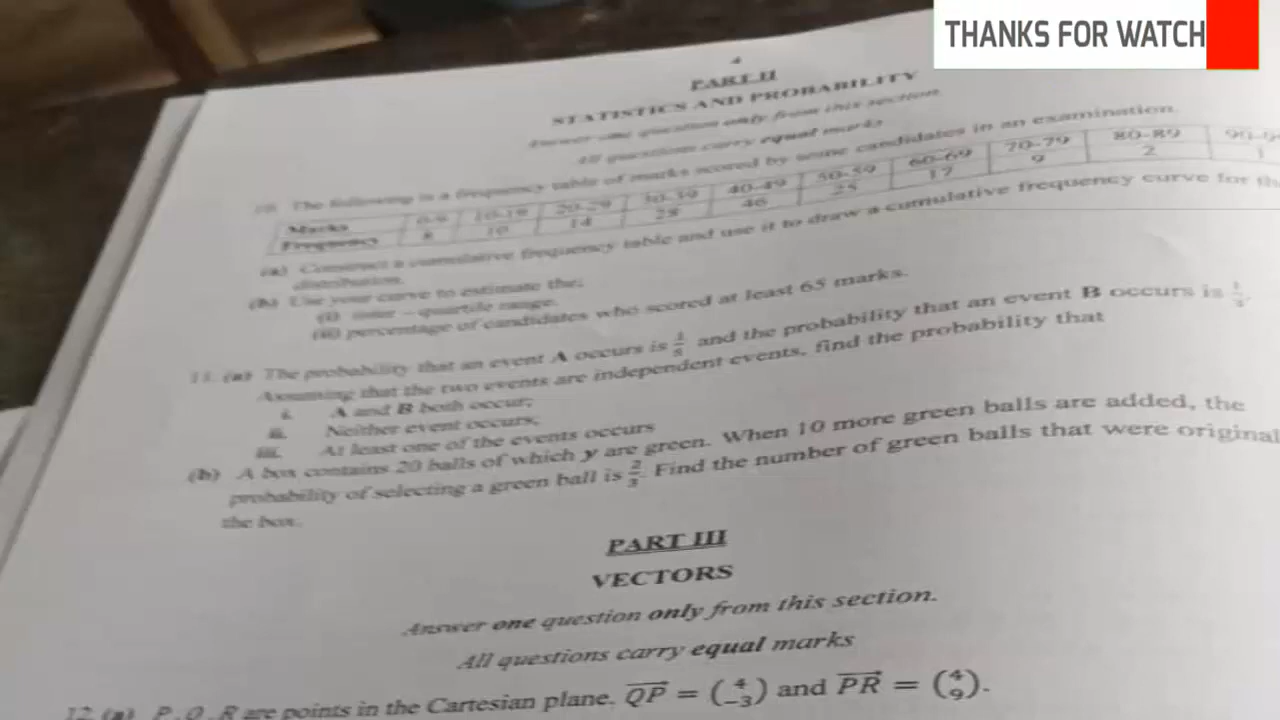 THANKS FOR WATCH
4
PART II
STATISTICS AND PROBABILITY
Answer one question only from this section.
All questions carry equal marks
10. The following is a frequency table of marks scored by some candidates in an examination.
Marks 0-9 10-19 20-29 30-39 40-49 50-59 60-69 70-79 80-89
Frequency 8 10 14 28 46 25 17 9 2 1
(a) Construct a cumulative frequency table and use it to draw a cumulative frequency curve for
distribution.
(b) Use your curve to estimate the;
(i) inter – quartile range.
(ii) percentage of candidates who scored at least 65 marks.
11. (a) The probability that an event A occurs is 1/5 and the probability that an event B occurs is 1/3.
Assuming that the two events are independent events, find the probability that
i. A and B both occur;
ii. Neither event occurs;
iii. At least one of the events occurs
(b) A box contains 20 balls of which y are green. When 10 more green balls are added, the
probability of selecting a green ball is 2/3. Find the number of green balls that were original
the box.
PART III
VECTORS
Answer one question only from this section.
All questions carry equal marks
12. (a) P, Q, R are points in the Cartesian plane. QP = (4 -3) and PR = (4 9).